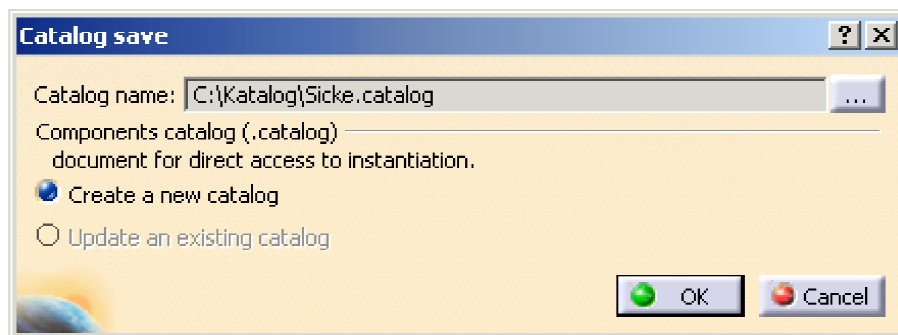 Catalog save
Catalog name: C:\Katalog\Sicke.catalog ...
Components catalog (.catalog)
document for direct access to instantiation.
Create a new catalog
Update an existing catalog
OK Cancel